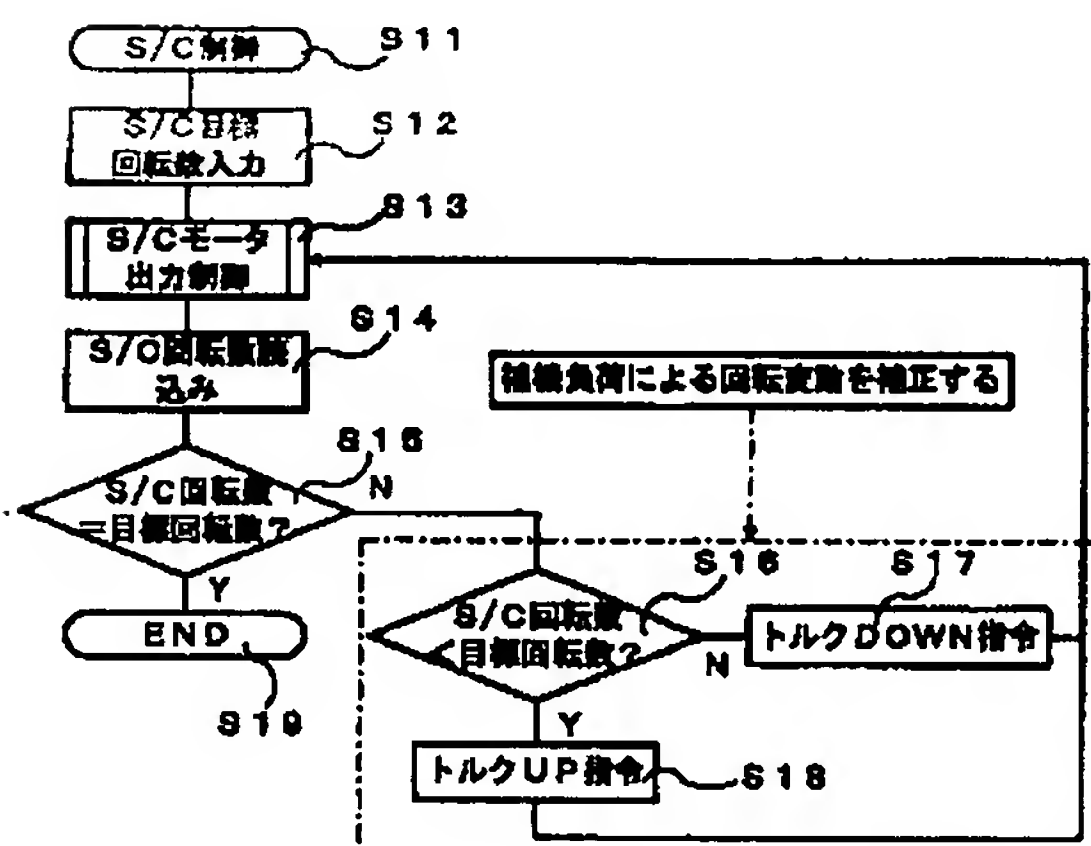 S/C制御
S11
S/C目標
回転数入力
S12
S/Cモータ
出力制御
S13
S/C回転数読
込み
S14
補機負荷による回転変動を補正する
S/C回転数
=目標回転数?
S15
N
Y
END
S19
S/C回転数
<目標回転数?
S16
N
Y
トルクDOWN指令
S17
トルクUP指令
S18